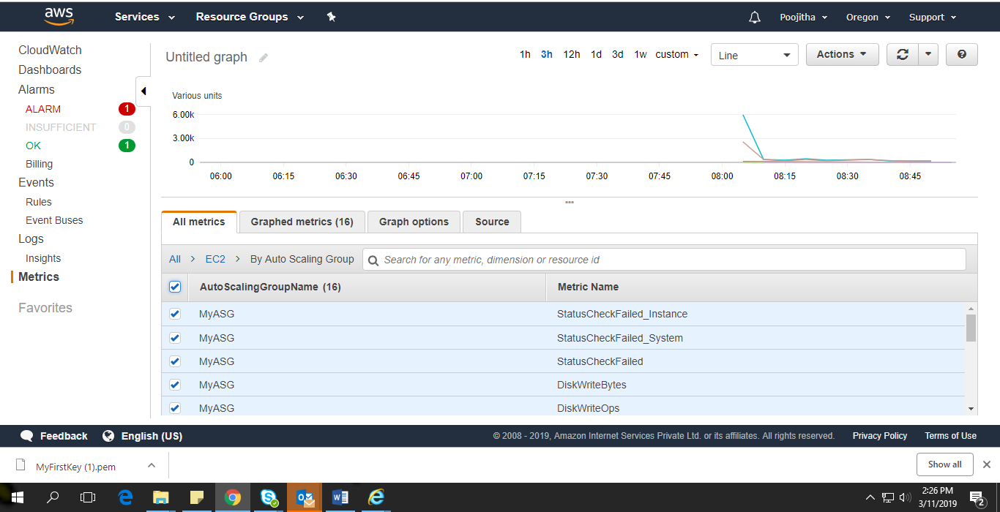 aws Services Resource Groups Poojitha Oregon Support
CloudWatch
Dashboards
Alarms
ALARM 1
INSUFFICIENT 0
OK 1
Billing
Events
Rules
Event Buses
Logs
Insights
Metrics
Favorites
Untitled graph 1h 3h 12h 1d 3d 1w custom Line Actions ?
Various units
6.00k
3.00k
0
06:00 06:15 06:30 06:45 07:00 07:15 07:30 07:45 08:00 08:15 08:30 08:45
All metrics Graphed metrics (16) Graph options Source
All > EC2 > By Auto Scaling Group Search for any metric, dimension or resource id
AutoScalingGroupName (16) Metric Name
MyASG StatusCheckFailed_Instance
MyASG StatusCheckFailed_System
MyASG StatusCheckFailed
MyASG DiskWriteBytes
MyASG DiskWriteOps
Feedback English (US) © 2008 - 2019, Amazon Internet Services Private Ltd. or its affiliates. All rights reserved. Privacy Policy Terms of Use
MyFirstKey (1).pem Show all
2:26 PM
3/11/2019
2